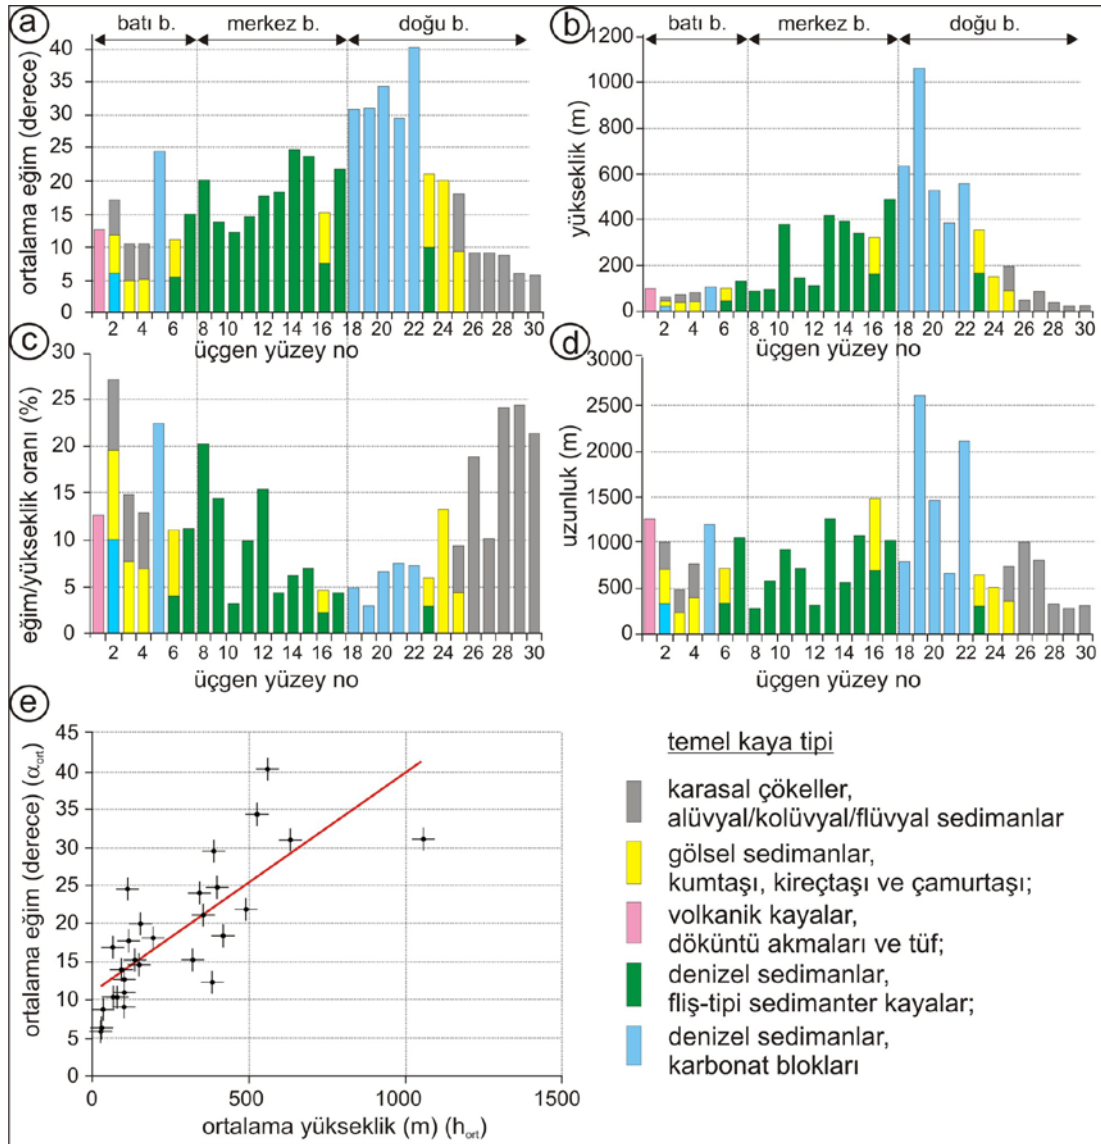 a
batı b.
merkez b.
doğu b.
ortalama eğim (derece)
40
35
30
25
20
15
10
5
0
2 4 6 8 10 12 14 16 18 20 22 24 26 28 30
üçgen yüzey no
b
batı b.
merkez b.
doğu b.
yükseklik (m)
1200
1000
800
600
400
200
0
2 4 6 8 10 12 14 16 18 20 22 24 26 28 30
üçgen yüzey no
c
eğim/yükseklik oranı (%)
30
25
20
15
10
5
0
2 4 6 8 10 12 14 16 18 20 22 24 26 28 30
üçgen yüzey no
d
uzunluk (m)
3000
2500
2000
1500
1000
500
0
2 4 6 8 10 12 14 16 18 20 22 24 26 28 30
üçgen yüzey no
e
ortalama eğim (derece) (αort)
45
40
35
30
25
20
15
10
5
0
0 500 1000 1500
ortalama yükseklik (m) (hort)
temel kaya tipi
karasal çökeller,
alüvyal/kolüvyal/flüvyal sedimanlar
gölsel sedimanlar,
kumtaşı, kireçtaşı ve çamurtaşı;
volkanik kayalar,
döküntü akmaları ve tüf;
denizel sedimanlar,
fliş-tipi sedimanter kayalar;
denizel sedimanlar,
karbonat blokları